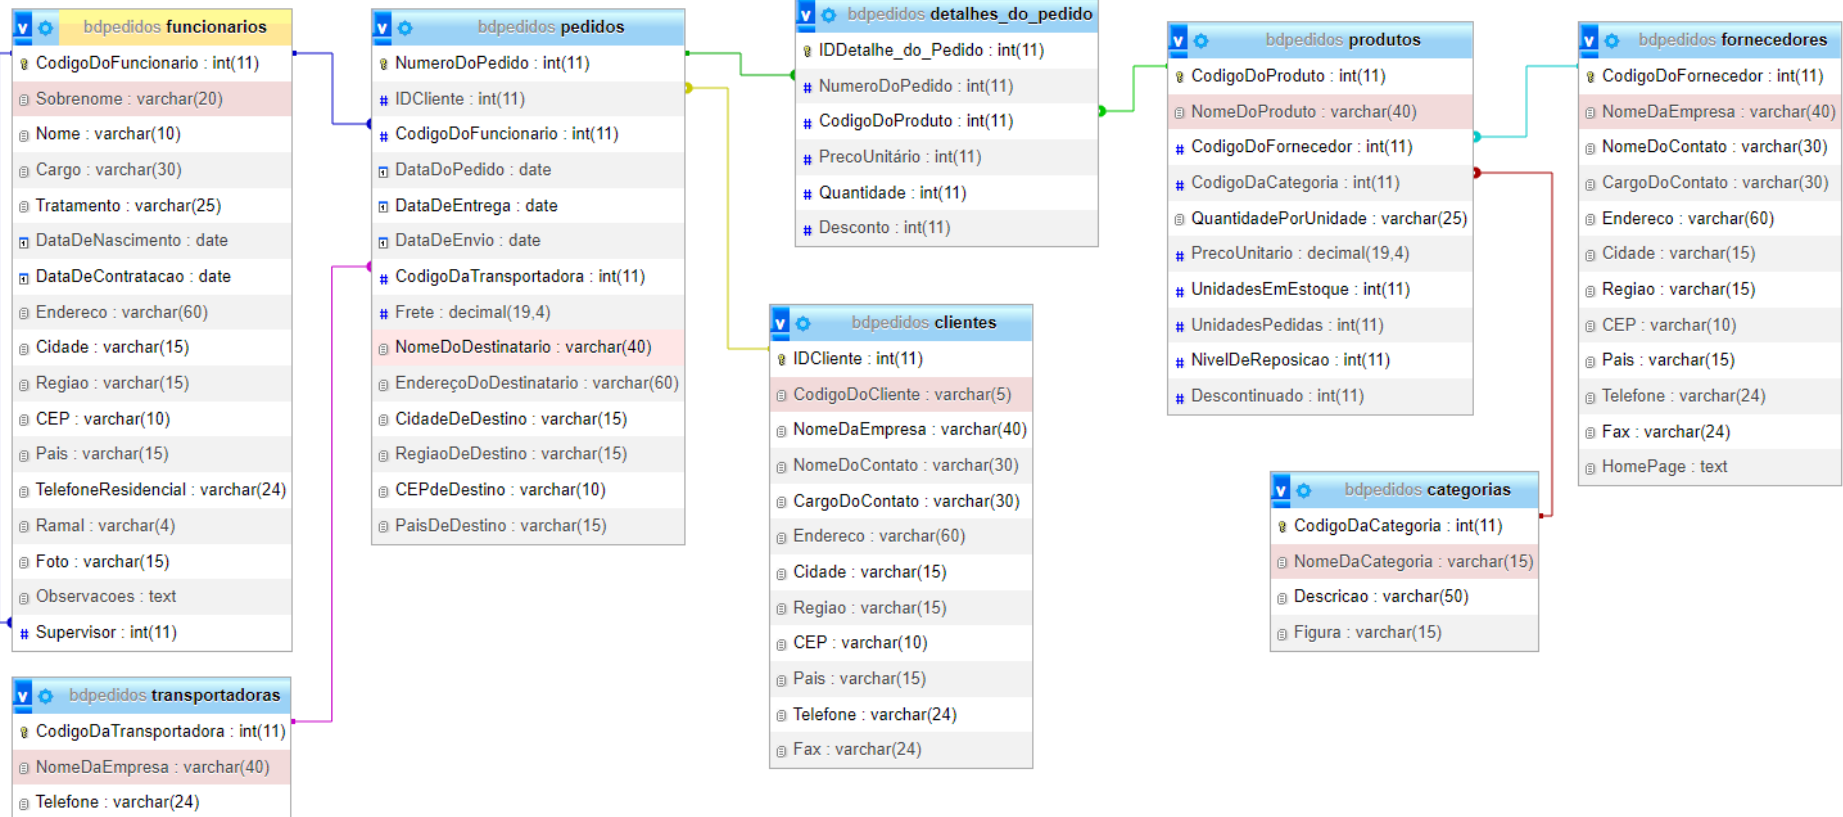 bdpedidos funcionarios
CodigoDoFuncionario : int(11)
Sobrenome : varchar(20)
Nome : varchar(10)
Cargo : varchar(30)
Tratamento : varchar(25)
DataDeNascimento : date
DataDeContratacao : date
Endereco : varchar(60)
Cidade : varchar(15)
Regiao : varchar(15)
CEP : varchar(10)
Pais : varchar(15)
TelefoneResidencial : varchar(24)
Ramal : varchar(4)
Foto : varchar(15)
Observacoes : text
Supervisor : int(11)
bdpedidos transportadoras
CodigoDaTransportadora : int(11)
NomeDaEmpresa : varchar(40)
Telefone : varchar(24)
bdpedidos pedidos
NumeroDoPedido : int(11)
IDCliente : int(11)
CodigoDoFuncionario : int(11)
DataDoPedido : date
DataDeEntrega : date
DataDeEnvio : date
CodigoDaTransportadora : int(11)
Frete : decimal(19,4)
NomeDoDestinatario : varchar(40)
EndereçoDoDestinatario : varchar(60)
CidadeDeDestino : varchar(15)
RegiaoDeDestino : varchar(15)
CEPdeDestino : varchar(10)
PaisDeDestino : varchar(15)
bdpedidos detalhes_do_pedido
IDDetalhe_do_Pedido : int(11)
NumeroDoPedido : int(11)
CodigoDoProduto : int(11)
PrecoUnitário : int(11)
Quantidade : int(11)
Desconto : int(11)
bdpedidos clientes
IDCliente : int(11)
CodigoDoCliente : varchar(5)
NomeDaEmpresa : varchar(40)
NomeDoContato : varchar(30)
CargoDoContato : varchar(30)
Endereco : varchar(60)
Cidade : varchar(15)
Regiao : varchar(15)
CEP : varchar(10)
Pais : varchar(15)
Telefone : varchar(24)
Fax : varchar(24)
bdpedidos produtos
CodigoDoProduto : int(11)
NomeDoProduto : varchar(40)
CodigoDoFornecedor : int(11)
CodigoDaCategoria : int(11)
QuantidadePorUnidade : varchar(25)
PrecoUnitario : decimal(19,4)
UnidadesEmEstoque : int(11)
UnidadesPedidas : int(11)
NivelDeReposicao : int(11)
Descontinuado : int(11)
bdpedidos categorias
CodigoDaCategoria : int(11)
NomeDaCategoria : varchar(15)
Descricao : varchar(50)
Figura : varchar(15)
bdpedidos fornecedores
CodigoDoFornecedor : int(11)
NomeDaEmpresa : varchar(40)
NomeDoContato : varchar(30)
CargoDoContato : varchar(30)
Endereco : varchar(60)
Cidade : varchar(15)
Regiao : varchar(15)
CEP : varchar(10)
Pais : varchar(15)
Telefone : varchar(24)
Fax : varchar(24)
HomePage : text